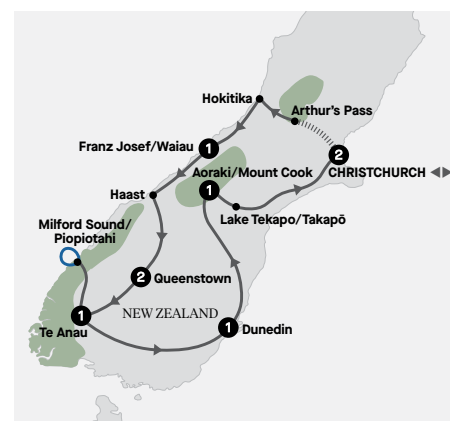 Hokitika
Arthur's Pass
Franz Josef/Waiau
1
2
CHRISTCHURCH
Aoraki/Mount Cook
1
Haast
Lake Tekapo/Takapō
Milford Sound/
Piopiotahi
2
Queenstown
NEW ZEALAND
1
Te Anau
1
Dunedin